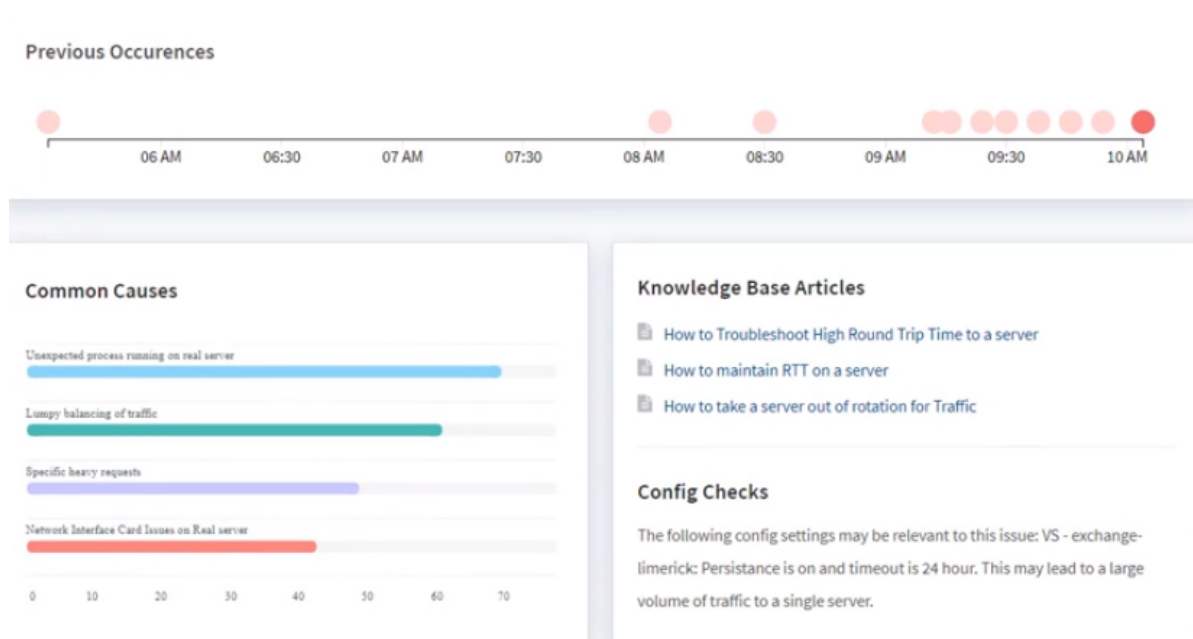 Previous Occurences
06 AM 06:30 07 AM 07:30 08 AM 08:30 09 AM 09:30 10 AM
Common Causes
Unexpected process running on real server
Lumpy balancing of traffic
Specific heavy requests
Network Interface Card Issues on Real server
0 10 20 30 40 50 60 70
Knowledge Base Articles
How to Troubleshoot High Round Trip Time to a server
How to maintain RTT on a server
How to take a server out of rotation for Traffic
Config Checks
The following config settings may be relevant to this issue: VS - exchange-
limerick: Persistance is on and timeout is 24 hour. This may lead to a large
volume of traffic to a single server.